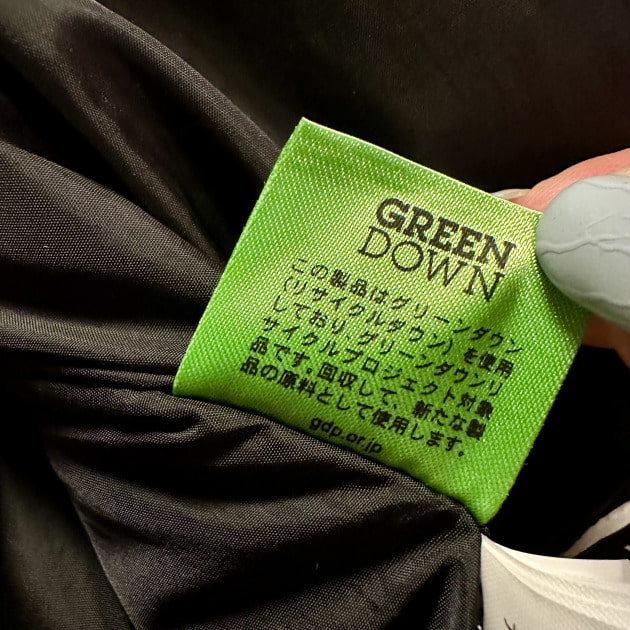 GREEN
DOWN
この製品はグリーンダウン
(リサイクルダウン)を使用
しており グリーンダウンリ
サイクルプロジェクト対象
品です。回収して、新たな製
品の原料として使用します。
gdp.or.jp